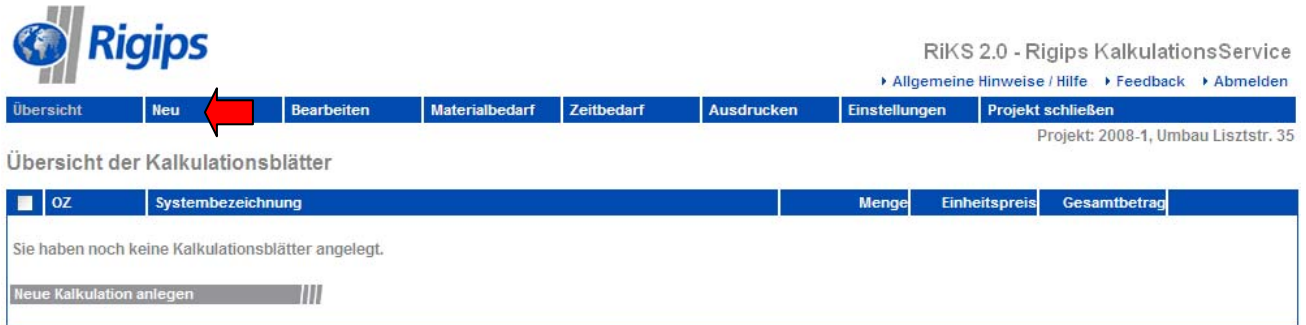 Rigips
RiKS 2.0 - Rigips KalkulationsService
Allgemeine Hinweise / Hilfe Feedback Abmelden
Übersicht Neu Bearbeiten Materialbedarf Zeitbedarf Ausdrucken Einstellungen Projekt schließen
Projekt: 2008-1, Umbau Lisztstr. 35
Übersicht der Kalkulationsblätter
OZ Systembezeichnung Menge Einheitspreis Gesamtbetrag
Sie haben noch keine Kalkulationsblätter angelegt.
Neue Kalkulation anlegen